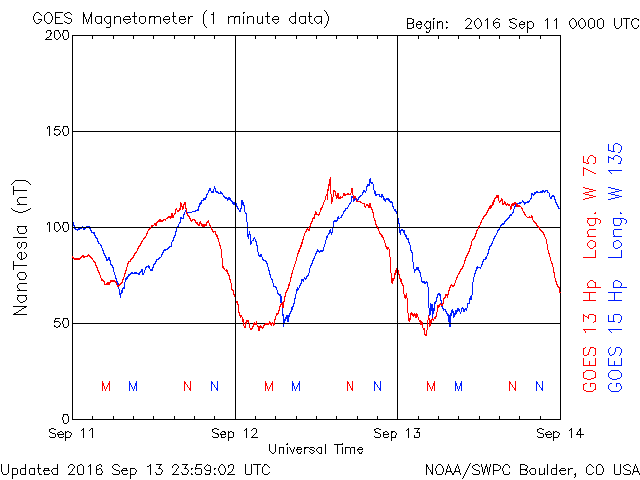 GOES Magnetometer (1 minute data)
Begin: 2016 Sep 11 0000 UTC
200
150
100
50
0
NanoTesla (nT)
M M N N M M N N M M N N
Sep 11 Sep 12 Sep 13 Sep 14
Universal Time
GOES 13 Hp Long. W 75
GOES 15 Hp Long. W 135
Updated 2016 Sep 13 23:59:02 UTC
NOAA/SWPC Boulder, CO USA